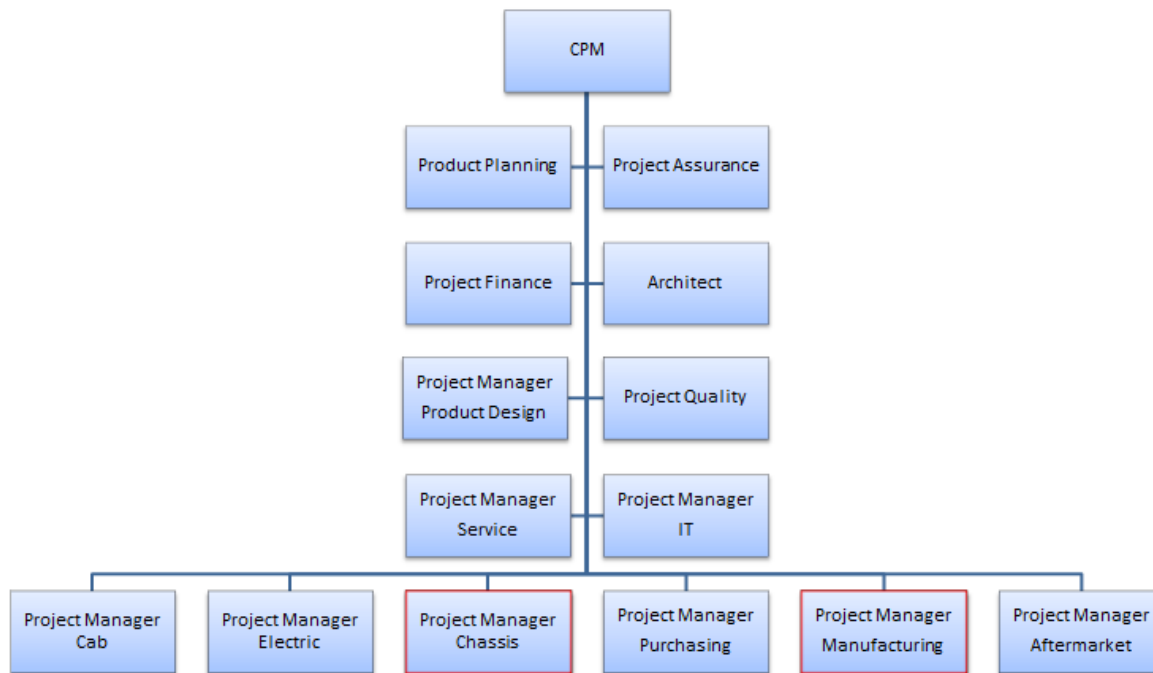 CPM
Product Planning
Project Assurance
Project Finance
Architect
Project Manager
Product Design
Project Quality
Project Manager
Service
Project Manager
IT
Project Manager
Cab
Project Manager
Electric
Project Manager
Chassis
Project Manager
Purchasing
Project Manager
Manufacturing
Project Manager
Aftermarket